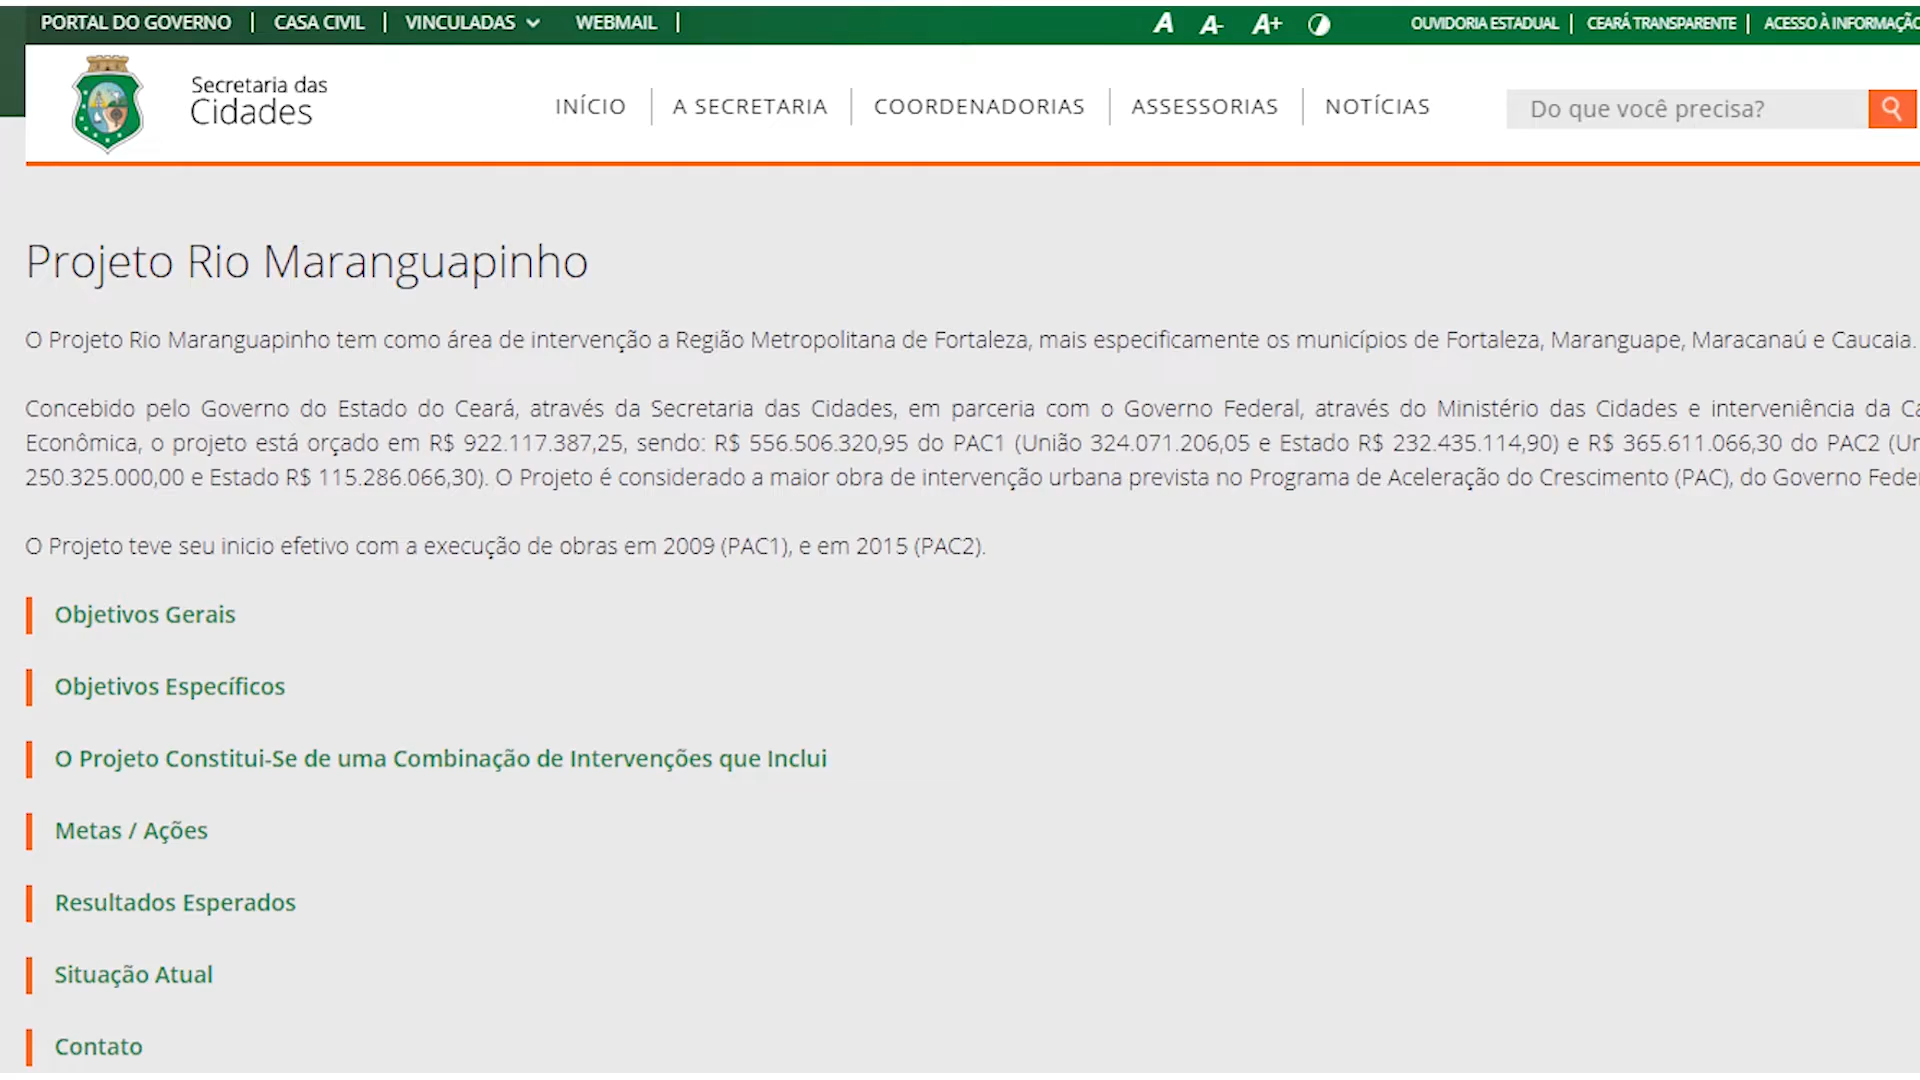 PORTAL DO GOVERNO | CASA CIVIL | VINCULADAS WEBMAIL |
A A- A+
OUVIDORIA ESTADUAL | CEARÁ TRANSPARENTE | ACESSO À
Secretaria das
Cidades
INÍCIO A SECRETARIA COORDENADORIAS ASSESSORIAS NOTÍCIAS
Do que você precisa?
Projeto Rio Maranguapinho
O Projeto Rio Maranguapinho tem como área de intervenção a Região Metropolitana de Fortaleza, mais especificamente os municípios de Fortaleza, Maranguape, Maracanaú e Caucaia.
Concebido pelo Governo do Estado do Ceará, através da Secretaria das Cidades, em parceria com o Governo Federal, através do Ministério das Cidades e interveniência da
Econômica, o projeto está orçado em R$ 922.117.387,25, sendo: R$ 556.506.320,95 do PAC1 (União 324.071.206,05 e Estado R$ 232.435.114,90) e R$ 365.611.066,30 do PAC2
250.325.000,00 e Estado R$ 115.286.066,30). O Projeto é considerado a maior obra de intervenção urbana prevista no Programa de Aceleração do Crescimento (PAC), do Governo
O Projeto teve seu inicio efetivo com a execução de obras em 2009 (PAC1), e em 2015 (PAC2).
Objetivos Gerais
Objetivos Específicos
O Projeto Constitui-Se de uma Combinação de Intervenções que Inclui
Metas / Ações
Resultados Esperados
Situação Atual
Contato